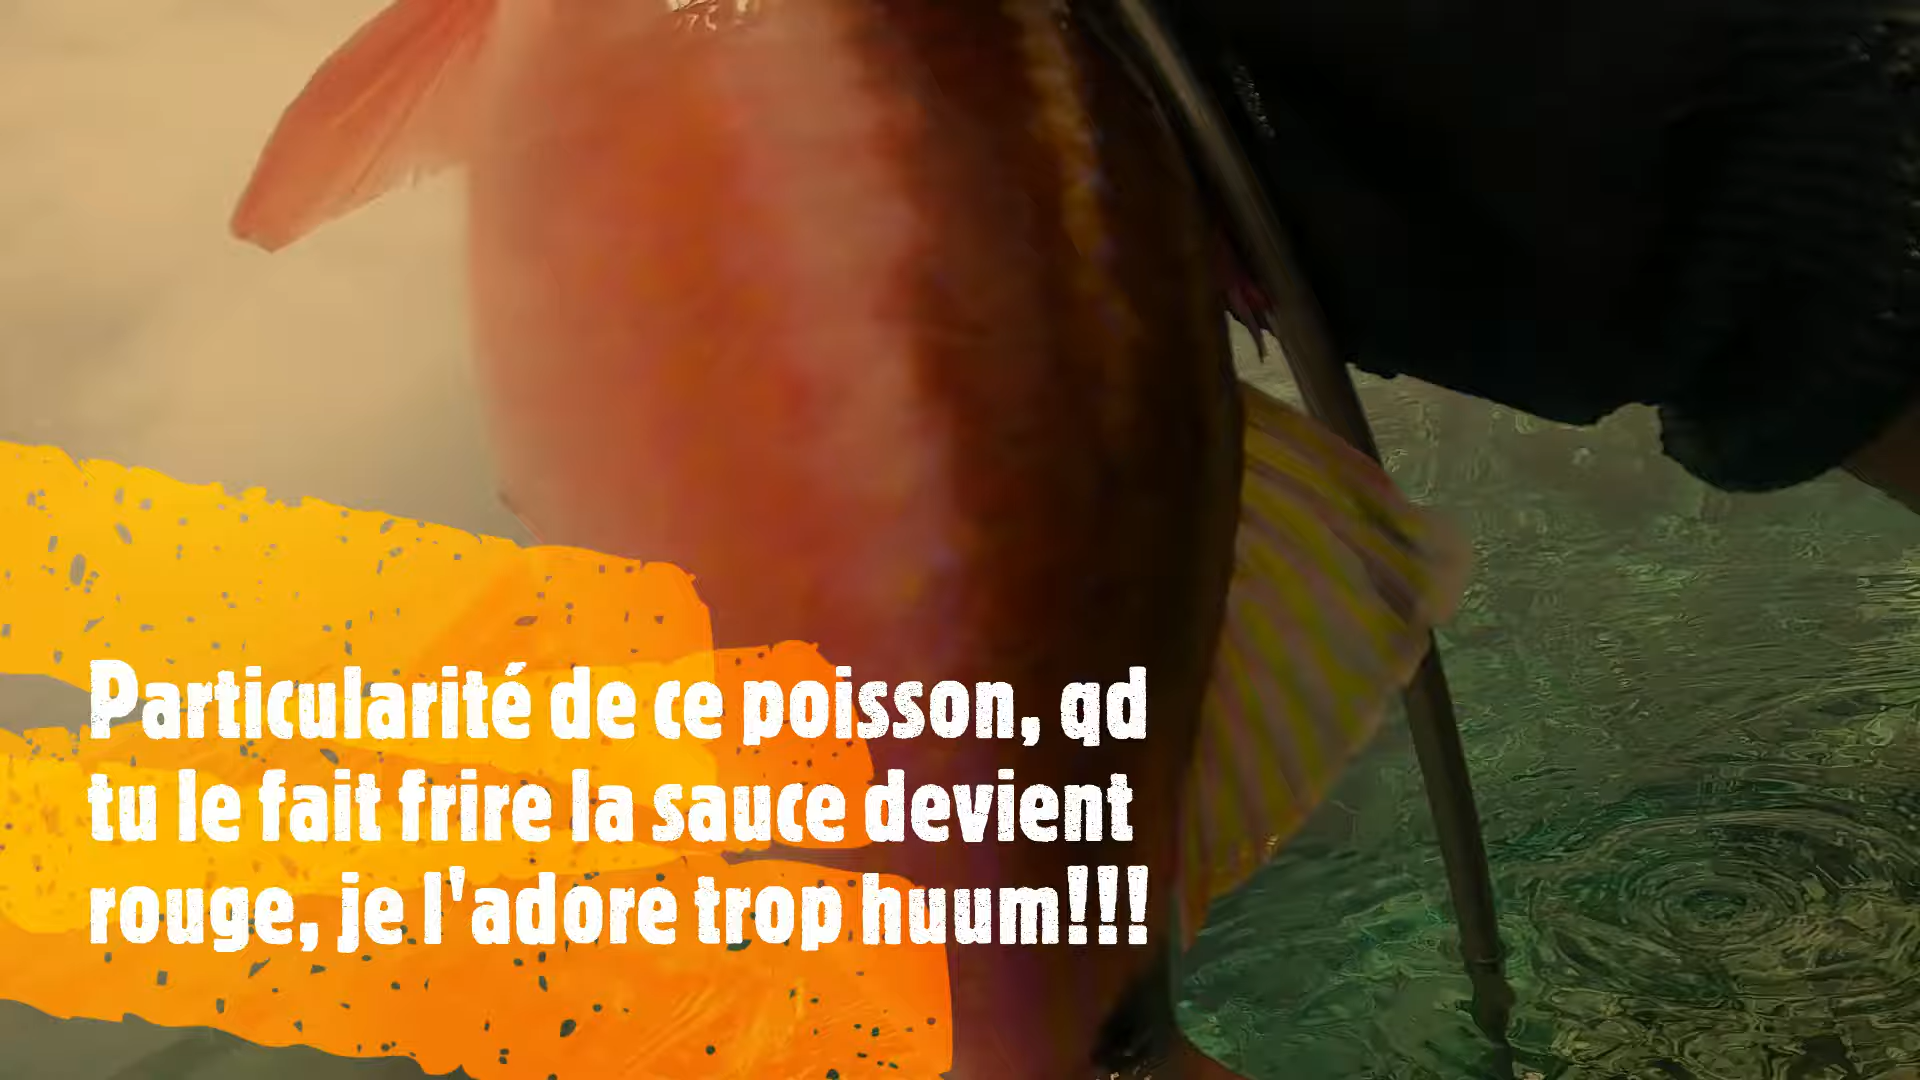 Particularité de ce poisson, qd
tu le fait frire la sauce devient
rouge, je l'adore trop huum!!!